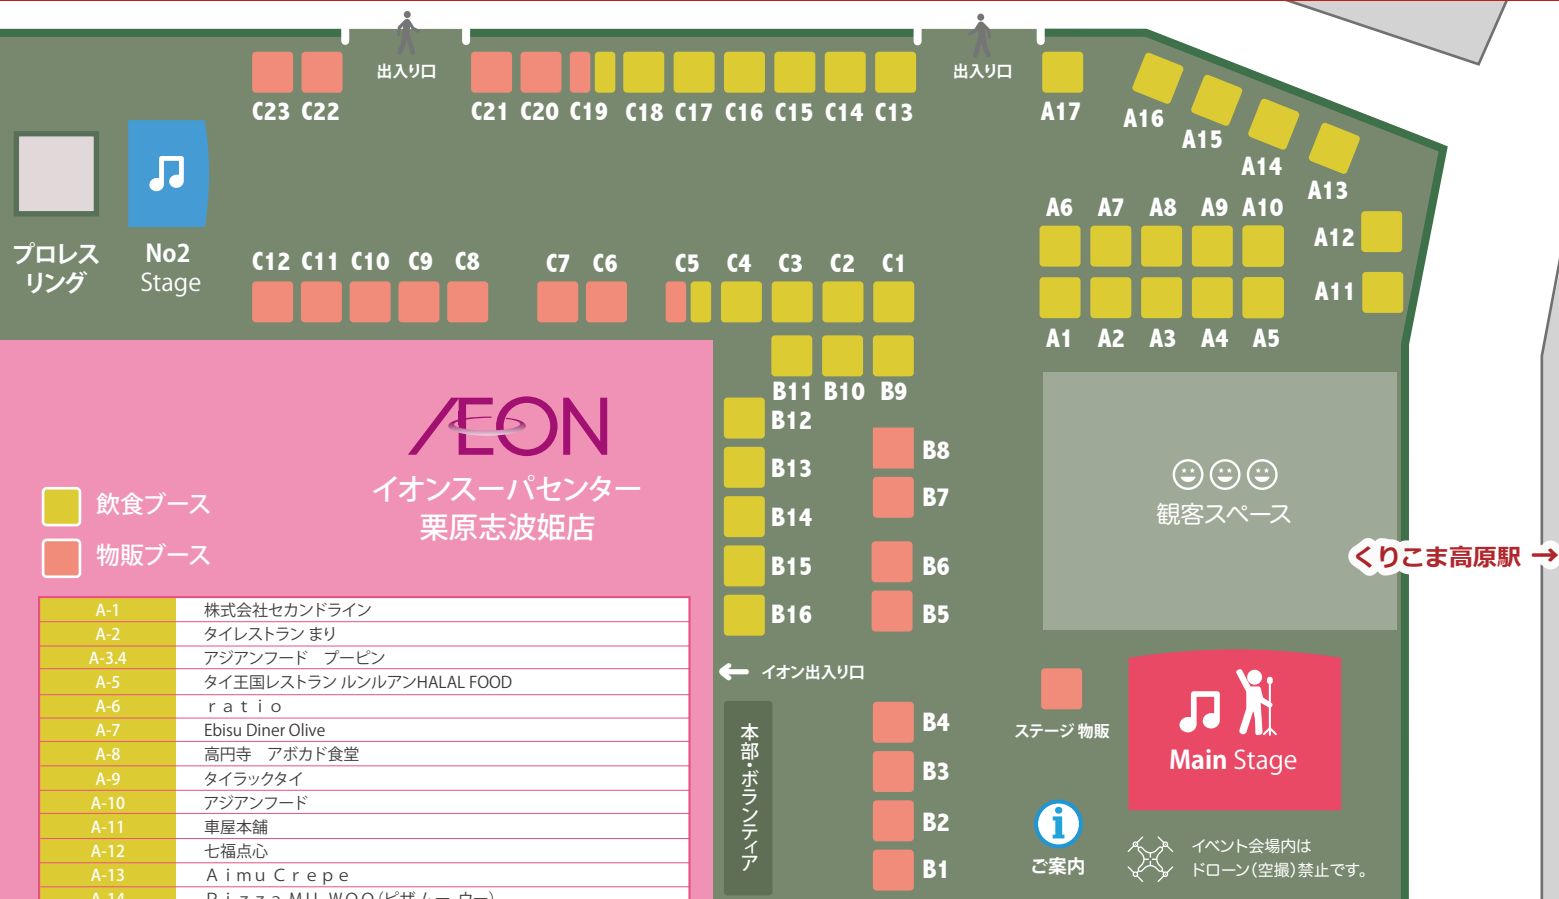 出入り口
出入り口
C23 C22 C21 C20 C19 C18 C17 C16 C15 C14 C13 A17
A16
A15
A14
A13
A12
A11
A6 A7 A8 A9 A10
A1 A2 A3 A4 A5
プロレス
リング
No2
Stage
C12 C11 C10 C9 C8 C7 C6 C5 C4 C3 C2 C1
B11 B10 B9
B12
B13
B14
B15
B16
B8
B7
B6
B5
AEON
イオンスーパセンター
栗原志波姫店
飲食ブース
物販ブース
観客スペース
くりこま高原駅 →
← イオン出入り口
本部・ボランティア
B4
B3
B2
B1
ステージ 物販
Main Stage
ご案内
イベント会場内は
ドローン(空撮)禁止です。
A-1 株式会社セカンドライン
A-2 タイレストラン まり
A-3.4 アジアンフード　プーピン
A-5 タイ王国レストラン ルンルアンHALAL FOOD
A-6 ｒａｔｉｏ
A-7 Ebisu Diner Olive
A-8 高円寺　アボカド食堂
A-9 タイラックタイ
A-10 アジアンフード
A-11 車屋本舗
A-12 七福点心
A-13 ＡｉｍｕＣｒｅｐｅ
A-14 Ｐｉｚｚａ ＭＵ－ＷＯＯ（ピザ ムー ウー）